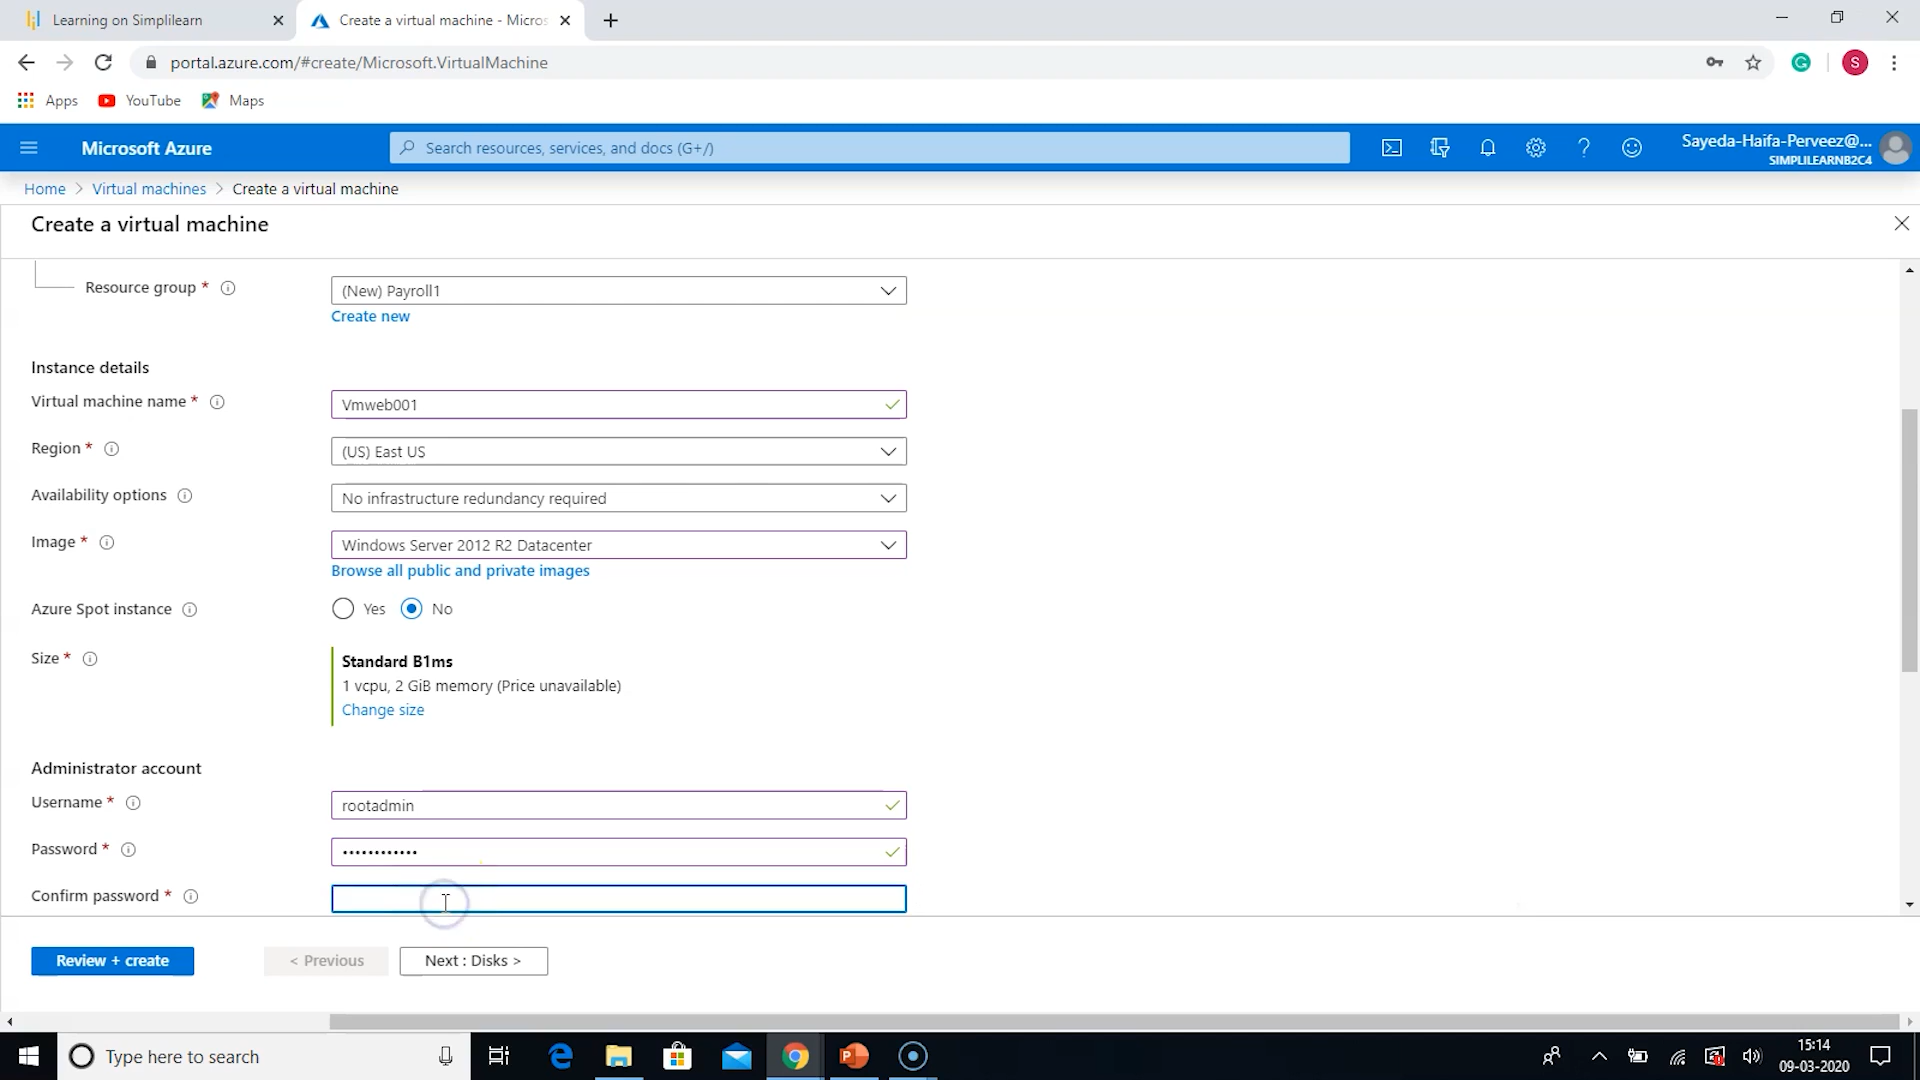 Learning on Simplilearn
Create a virtual machine - Micros
portal.azure.com/#create/Microsoft.VirtualMachine
S
Apps
YouTube
Maps
Microsoft Azure
Search resources, services, and docs (G+/)
Sayeda-Haifa-Perveez@...
SIMPLILEARNB2C4
Home > Virtual machines > Create a virtual machine
Create a virtual machine
Resource group *
(New) Payroll1
Create new
Instance details
Virtual machine name *
Vmweb001
Region *
(US) East US
Availability options
No infrastructure redundancy required
Image *
Windows Server 2012 R2 Datacenter
Browse all public and private images
Azure Spot instance
Yes
No
Size *
Standard B1ms
1 vcpu, 2 GiB memory (Price unavailable)
Change size
Administrator account
Username *
rootadmin
Password *
••••••••••••
Confirm password *
Review + create
< Previous
Next : Disks >
Type here to search
15:14
09-03-2020